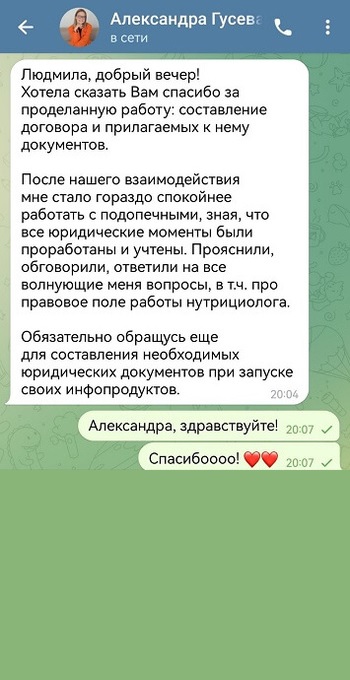 Александра Гусева
в сети
Людмила, добрый вечер!
Хотела сказать Вам спасибо за
проделанную работу: составление
договора и прилагаемых к нему
документов.
После нашего взаимодействия
мне стало гораздо спокойнее
работать с подопечными, зная, что
все юридические моменты были
проработаны и учтены. Прояснили,
обговорили, ответили на все
волнующие меня вопросы, в т.ч. про
правовое поле работы нутрициолога.
Обязательно обращусь еще
для составления необходимых
юридических документов при запуске
своих инфопродуктов.
20:04
Александра, здравствуйте! 20:07
Спасибоооо! ❤️❤️ 20:07